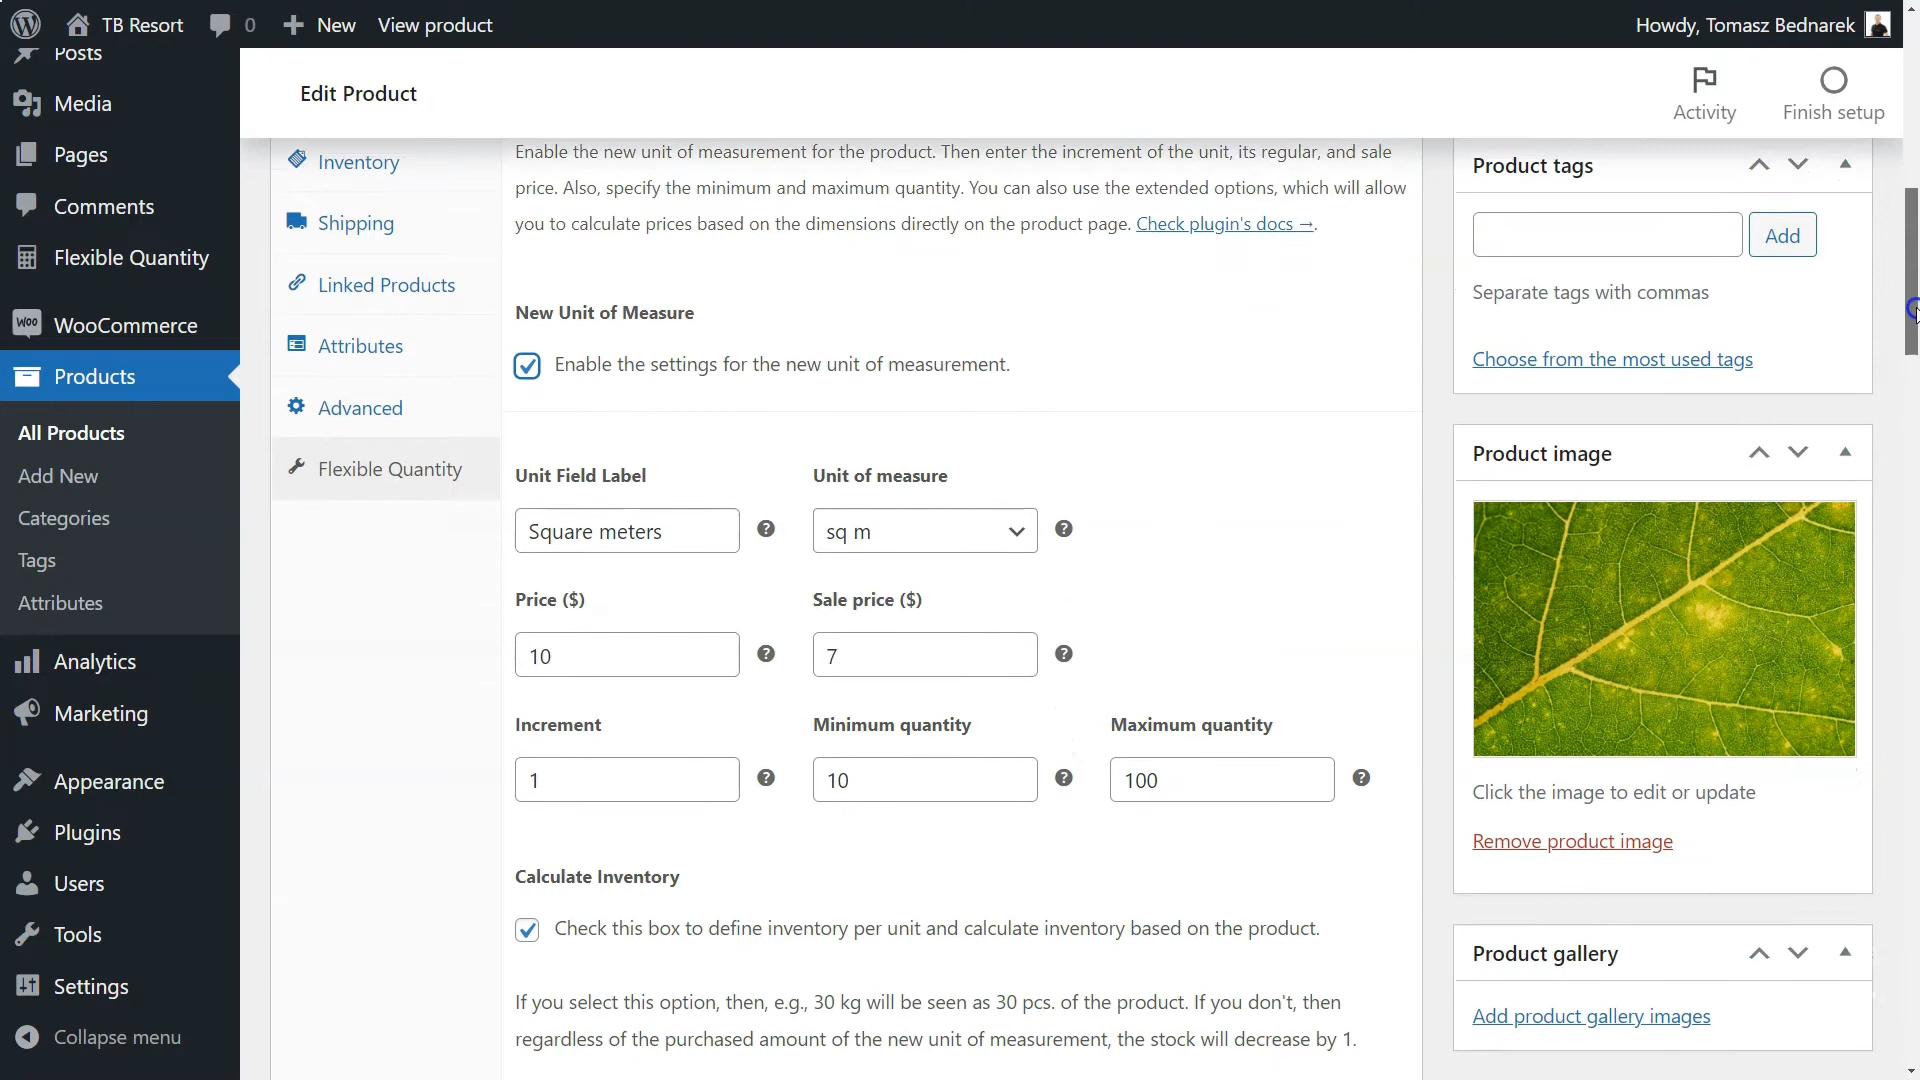 TB Resort
0
New
View product
Howdy, Tomasz Bednarek
Posts
Media
Pages
Comments
Flexible Quantity
WOO
WooCommerce
Products
All Products
Add New
Categories
Tags
Attributes
Analytics
Marketing
Appearance
Plugins
Users
Tools
Settings
Collapse menu
Edit Product
Activity
Finish setup
Inventory
Shipping
Linked Products
Attributes
Advanced
Flexible Quantity
Enable the new unit of measurement for the product. Then enter the increment of the unit, its regular, and sale
price. Also, specify the minimum and maximum quantity. You can also use the extended options, which will allow
you to calculate prices based on the dimensions directly on the product page. Check plugin's docs →.
New Unit of Measure
Enable the settings for the new unit of measurement.
Unit Field Label
Unit of measure
Square meters
?
sq m
?
Price ($)
Sale price ($)
10
?
7
?
Increment
Minimum quantity
Maximum quantity
1
?
10
?
100
?
Calculate Inventory
Check this box to define inventory per unit and calculate inventory based on the product.
If you select this option, then, e.g., 30 kg will be seen as 30 pcs. of the product. If you don't, then
regardless of the purchased amount of the new unit of measurement, the stock will decrease by 1.
Product tags
Add
Separate tags with commas
Choose from the most used tags
Product image
Click the image to edit or update
Remove product image
Product gallery
Add product gallery images